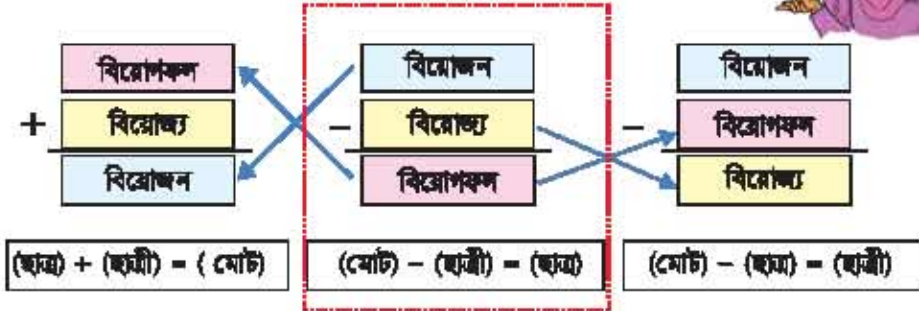 বিয়োগফল বিয়োজন বিয়োজন
+ বিয়োজ্য − বিয়োজ্য − বিয়োগফল
বিয়োজন বিয়োগফল বিয়োজ্য
(ছাত্র) + (ছাত্রী) = ( মোট) (মোট) − (ছাত্রী) = (ছাত্র) (মোট) − (ছাত্র) = (ছাত্রী)